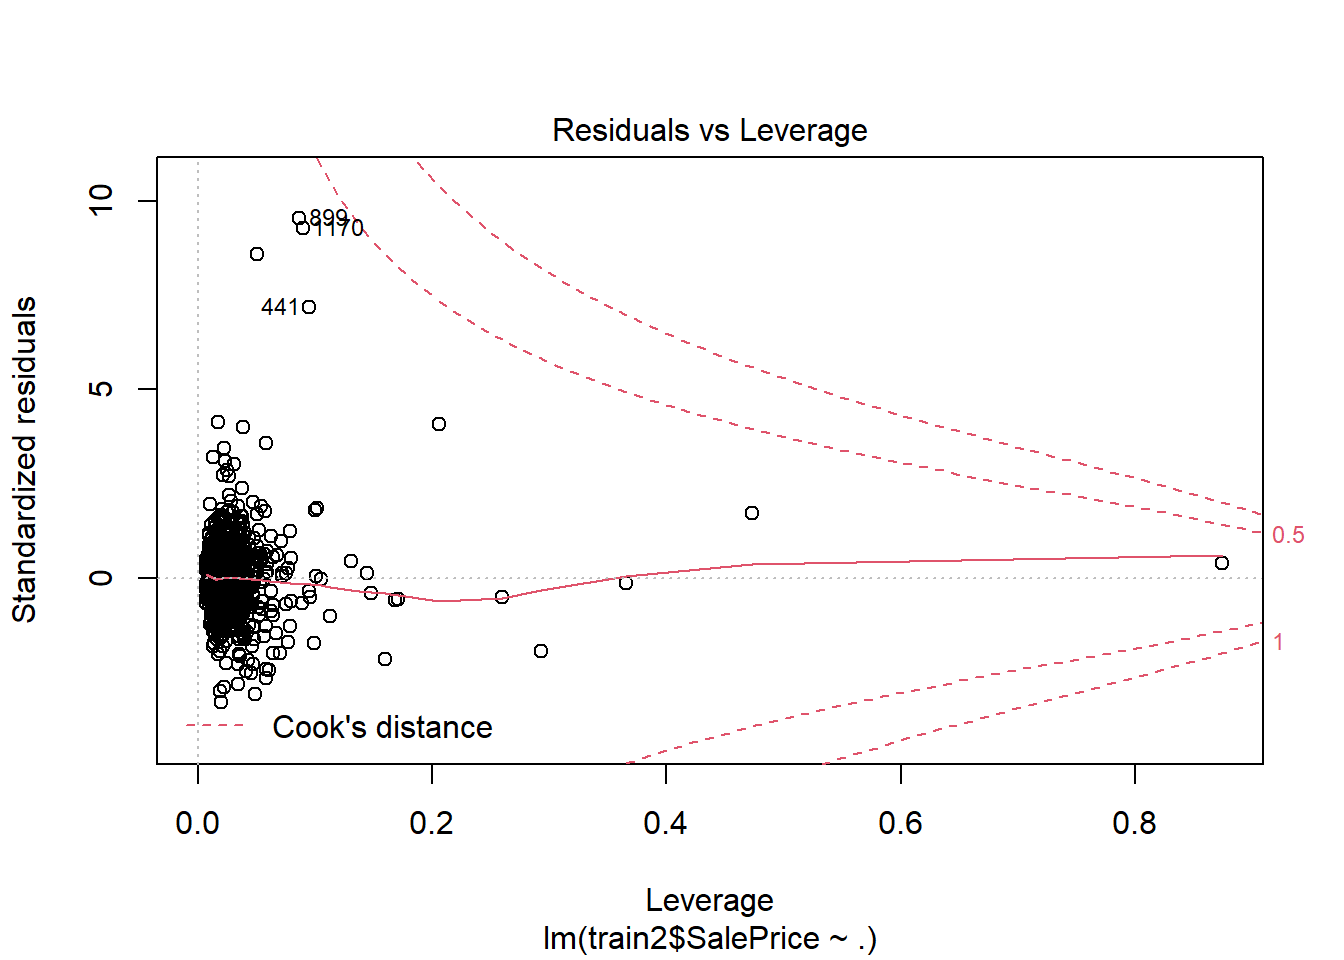 Residuals vs Leverage
Standardized residuals
10
5
0
899
1170
441
0.5
1
Cook's distance
0.0 0.2 0.4 0.6 0.8
Leverage
lm(train2$SalePrice ~ .)